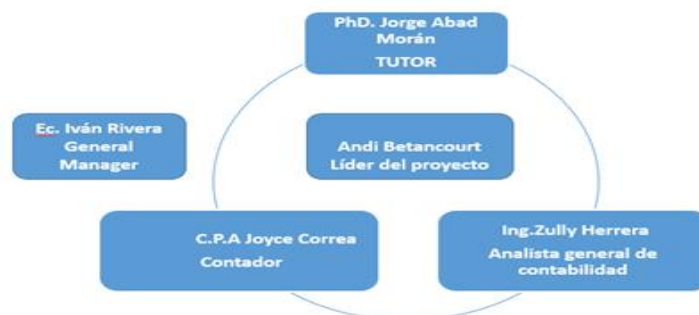 PhD. Jorge Abad
Morán
TUTOR
Ec. Iván Rivera
General
Manager
Andi Betancourt
Líder del proyecto
C.P.A Joyce Correa
Contador
Ing.Zully Herrera
Analista general de
contabilidad